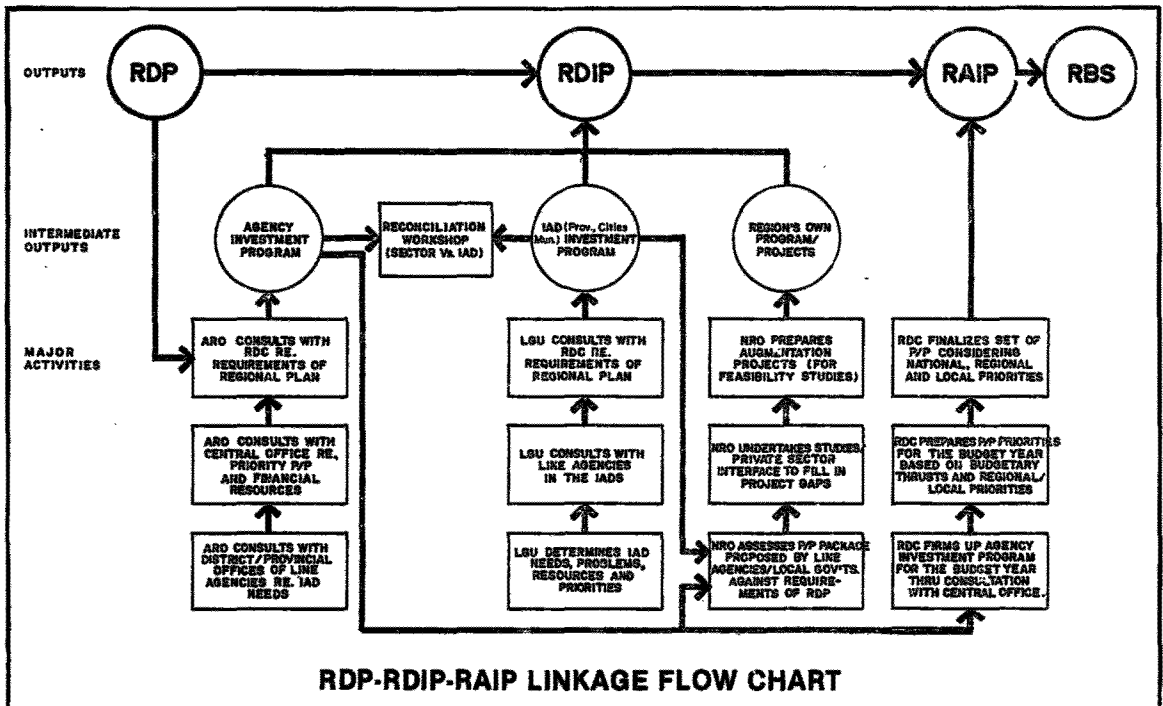 OUTPUTS
RDP
RDIP
RAIP
RBS
INTERMEDIATE
OUTPUTS
AGENCY
INVESTMENT
PROGRAM
RECONCILIATION
WORKSHOP
(SECTOR Vs. IAD)
IAD (Prov., Cities
Mun.) INVESTMENT
PROGRAM
REGION'S OWN
PROGRAM/
PROJECTS
MAJOR
ACTIVITIES
ARO CONSULTS WITH
RDC RE.
REQUIREMENTS OF
REGIONAL PLAN
LGU CONSULTS WITH
RDC RE.
REQUIREMENTS OF
REGIONAL PLAN
NRO PREPARES
AUGMENTATION
PROJECTS (FOR
FEASIBILITY STUDIES)
RDC FINALIZES SET OF
P/P CONSIDERING
NATIONAL, REGIONAL
AND LOCAL PRIORITIES
ARO CONSULTS WITH
CENTRAL OFFICE RE,
PRIORITY P/P
AND FINANCIAL
RESOURCES
LGU CONSULTS WITH
LIKE AGENCIES
IN THE IADS
NRO UNDERTAKES STUDIES/
PRIVATE SECTOR
INTERFACE TO FILL IN
PROJECT GAPS
RDC PREPARES P/P PRIORITIES
FOR THE BUDGET YEAR
BASED ON BUDGETARY
THRUSTS AND REGIONAL/
LOCAL PRIORITIES
ARO CONSULTS WITH
DISTRICT/PROVINCIAL
OFFICES OF LINE
AGENCIES RE. IAD
NEEDS
LGU DETERMINES IAD
NEEDS, PROBLEMS,
RESOURCES AND
PRIORITIES
NRO ASSESSES P/P PACKAGE
PROPOSED BY LINE
AGENCIES/LOCAL GOV'TS.
AGAINST REQUIRE-
MENTS OF RDP
RDC FIRMS UP AGENCY
INVESTMENT PROGRAM
FOR THE BUDGET YEAR
THRU CONSULTATION
WITH CENTRAL OFFICE.
RDP-RDIP-RAIP LINKAGE FLOW CHART